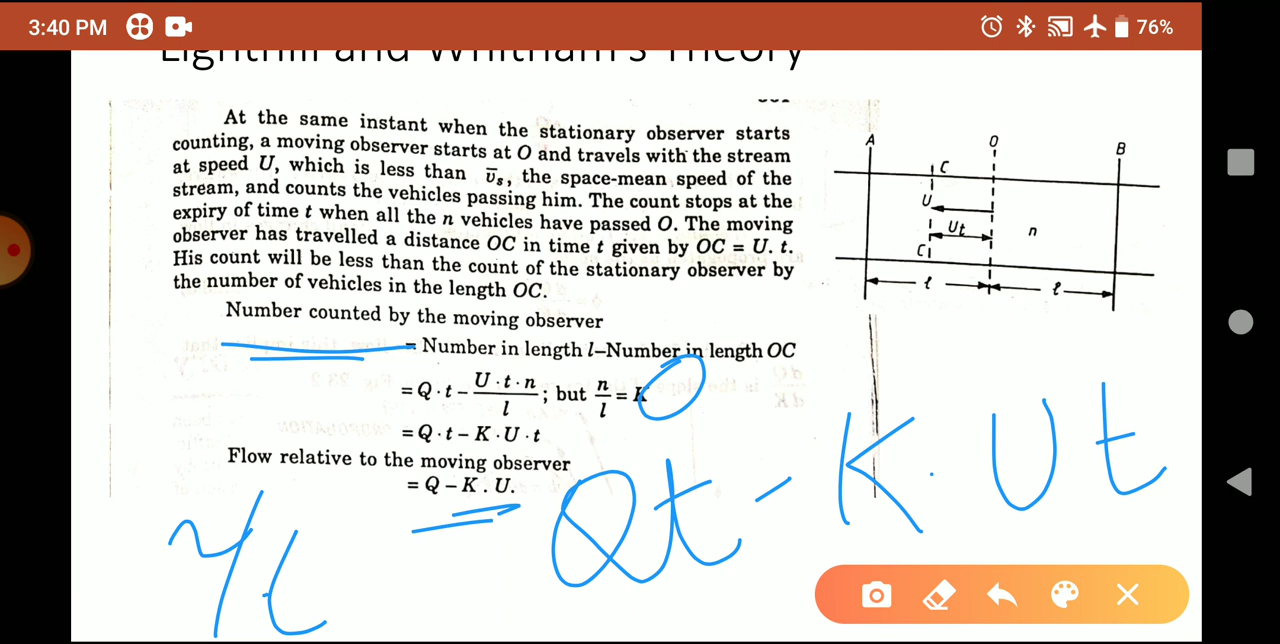 3:40 PM
76%
Lighthill and Whitham's Theory
At the same instant when the stationary observer starts
counting, a moving observer starts at O and travels with the stream
at speed U, which is less than v̄s, the space-mean speed of the
stream, and counts the vehicles passing him. The count stops at the
expiry of time t when all the n vehicles have passed O. The moving
observer has travelled a distance OC in time t given by OC = U. t.
His count will be less than the count of the stationary observer by
the number of vehicles in the length OC.
Number counted by the moving observer
= Number in length l–Number in length OC
= Q·t – U·t·n/l ; but n/l = K
= Q·t – K·U·t
Flow relative to the moving observer
= Q – K . U.
A
O
B
C
U
Ut
n
C
l
l
Qt - K. Ut
n/l